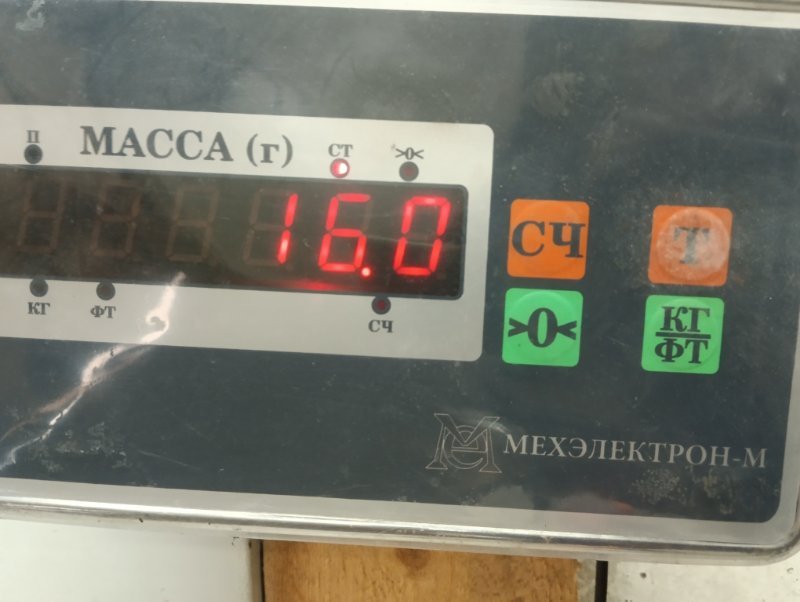 П
МАССА (г)
СТ
>0<
16.0
КГ
ФТ
СЧ
СЧ
Т
>0<
КГ
ФТ
МЕХЭЛЕКТРОН-М